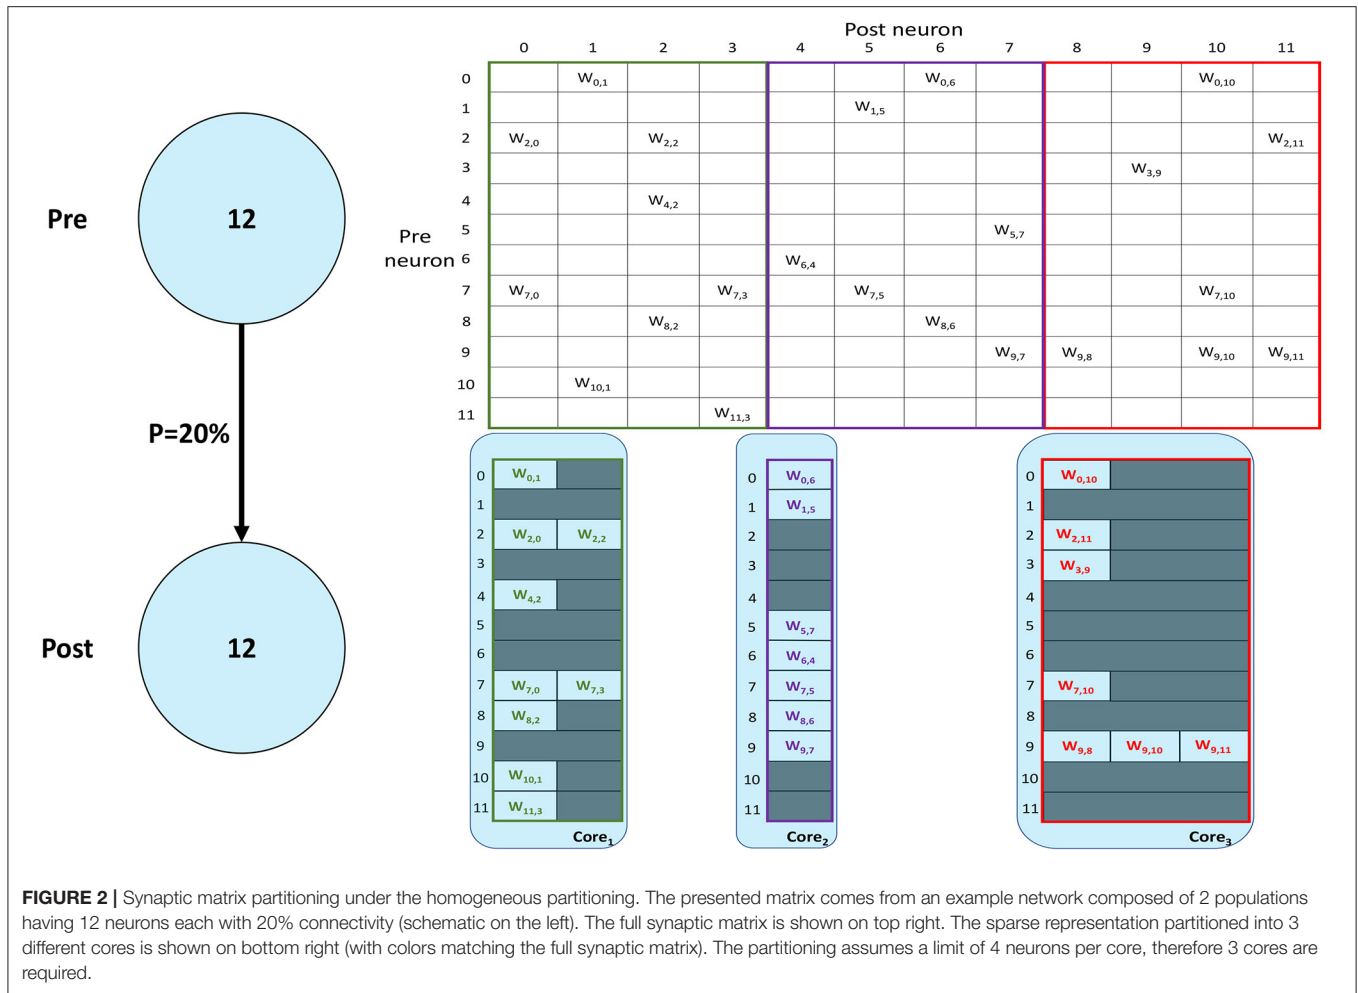 Post neuron
0 1 2 3 4 5 6 7 8 9 10 11
0 W0,1 W0,6 W0,10
1 W1,5
2 W2,0 W2,2 W2,11
3 W3,9
4 W4,2
5 W5,7
Pre
neuron
6 W6,4
7 W7,0 W7,3 W7,5 W7,10
8 W8,2 W8,6
9 W9,7 W9,8 W9,10 W9,11
10 W10,1
11 W11,3
Pre
12
P=20%
Post
12
0 W0,1
1
2 W2,0 W2,2
3
4 W4,2
5
6
7 W7,0 W7,3
8 W8,2
9
10 W10,1
11 W11,3
Core1
0 W0,6
1 W1,5
2
3
4
5 W5,7
6 W6,4
7 W7,5
8 W8,6
9 W9,7
10
11
Core2
0 W0,10
1
2 W2,11
3 W3,9
4
5
6
7 W7,10
8
9 W9,8 W9,10 W9,11
10
11
Core3
FIGURE 2 | Synaptic matrix partitioning under the homogeneous partitioning. The presented matrix comes from an example network composed of 2 populations
having 12 neurons each with 20% connectivity (schematic on the left). The full synaptic matrix is shown on top right. The sparse representation partitioned into 3
different cores is shown on bottom right (with colors matching the full synaptic matrix). The partitioning assumes a limit of 4 neurons per core, therefore 3 cores are
required.